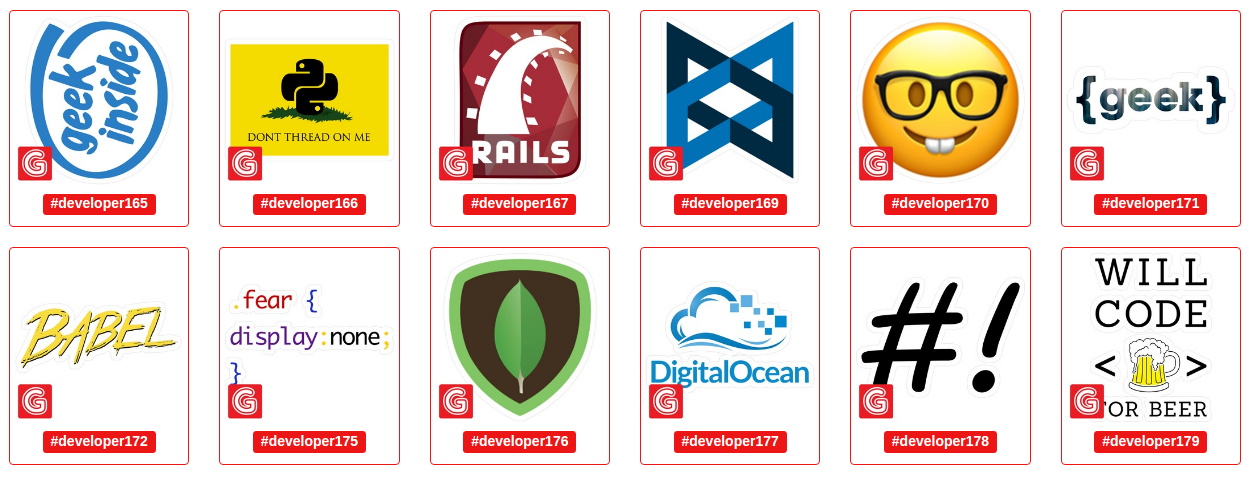 geek
inside
G
#developer165
DONT THREAD ON ME
G
#developer166
RAILS
G
#developer167
G
#developer169
G
#developer170
{geek}
G
#developer171
BABEL
G
#developer172
.fear {
display:none;
}
G
#developer175
G
#developer176
DigitalOcean
G
#developer177
#!
G
#developer178
WILL
CODE
< >
FOR BEER
G
#developer179